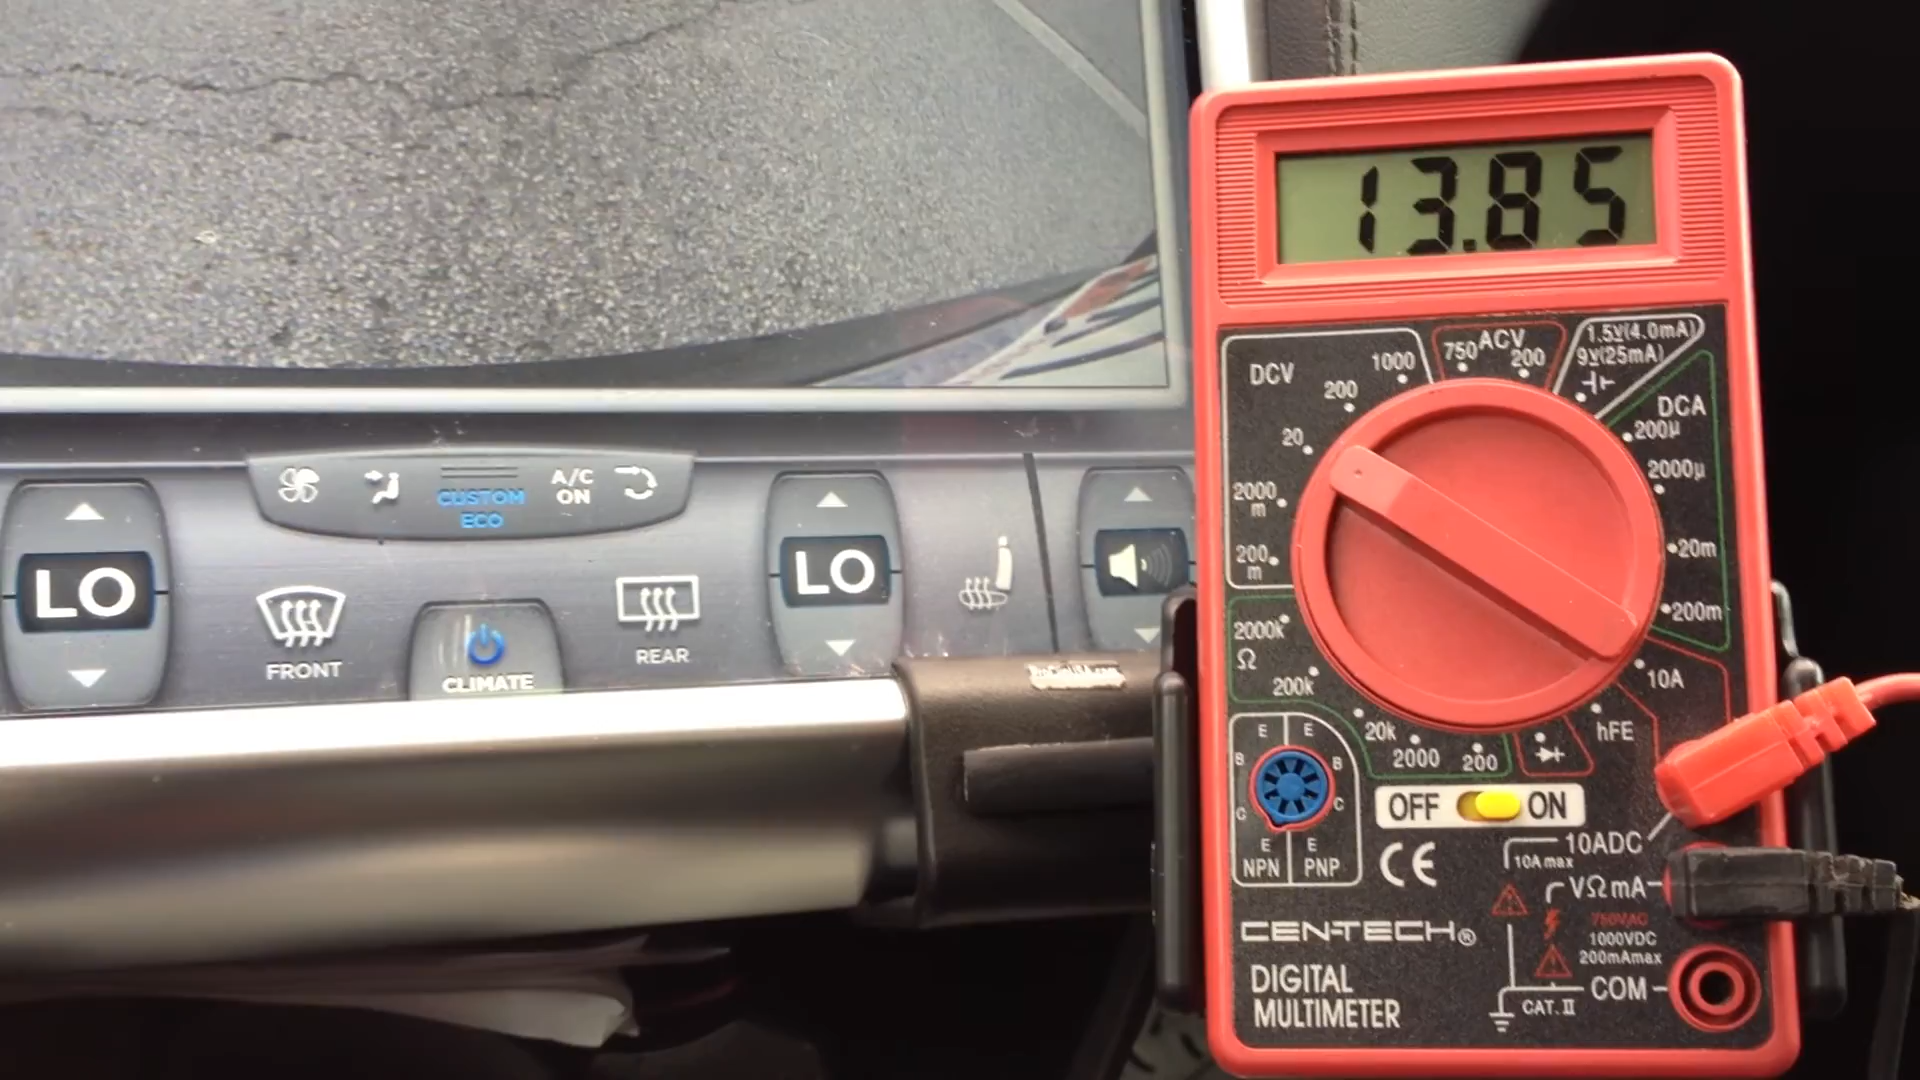 CUSTOM
ECO
A/C
ON
LO
FRONT
CLIMATE
REAR
LO
13.85
DCV
1000
200
20
2000
m
200
m
750
ACV
200
1.5V(4.0mA)
9V(25mA)
DCA
200µ
2000µ
20m
200m
10A
hFE
2000k
Ω
200k
20k
2000
200
E
E
B
B
C
C
E
E
NPN
PNP
OFF
ON
10ADC
10A max
VΩmA
750VAC
1000VDC
200mAmax
COM
CAT. II
CE
CEN-TECH®
DIGITAL
MULTIMETER